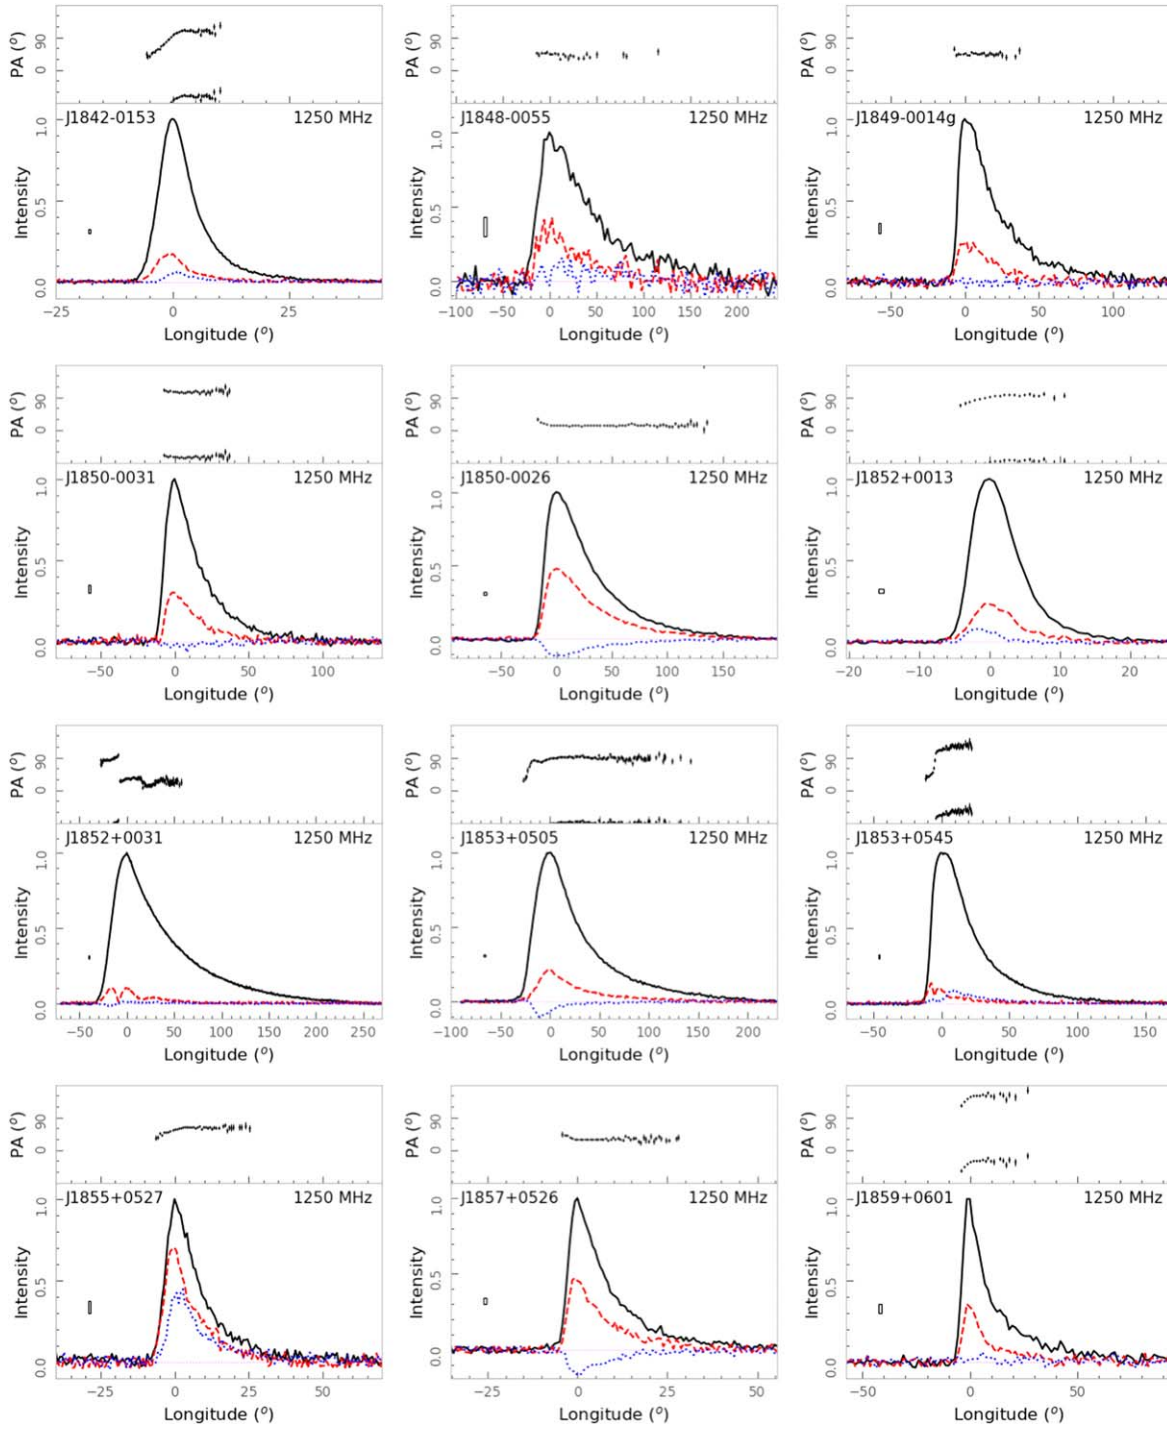 PA (°) 90 0
PA (°) 90 0
PA (°) 90 0
J1842-0153 1250 MHz
J1848-0055 1250 MHz
J1849-0014g 1250 MHz
Intensity 1.0 0.5 0.0
Intensity 1.0 0.5 0.0
Intensity 1.0 0.5 0.0
−25 0 25
−100 −50 0 50 100 150 200
−50 0 50 100
Longitude (°)
Longitude (°)
Longitude (°)
PA (°) 90 0
PA (°) 90 0
PA (°) 90 0
J1850-0031 1250 MHz
J1850-0026 1250 MHz
J1852+0013 1250 MHz
Intensity 1.0 0.5 0.0
Intensity 1.0 0.5 0.0
Intensity 1.0 0.5 0.0
−50 0 50 100
−50 0 50 100 150
−20 −10 0 10 20
Longitude (°)
Longitude (°)
Longitude (°)
PA (°) 90 0
PA (°) 90 0
PA (°) 90 0
J1852+0031 1250 MHz
J1853+0505 1250 MHz
J1853+0545 1250 MHz
Intensity 1.0 0.5 0.0
Intensity 1.0 0.5 0.0
Intensity 1.0 0.5 0.0
−50 0 50 100 150 200 250
−100 −50 0 50 100 150 200
−50 0 50 100 150
Longitude (°)
Longitude (°)
Longitude (°)
PA (°) 90 0
PA (°) 90 0
PA (°) 90 0
J1855+0527 1250 MHz
J1857+0526 1250 MHz
J1859+0601 1250 MHz
Intensity 1.0 0.5 0.0
Intensity 1.0 0.5 0.0
Intensity 1.0 0.5 0.0
−25 0 25 50
−25 0 25 50
−50 0 50
Longitude (°)
Longitude (°)
Longitude (°)